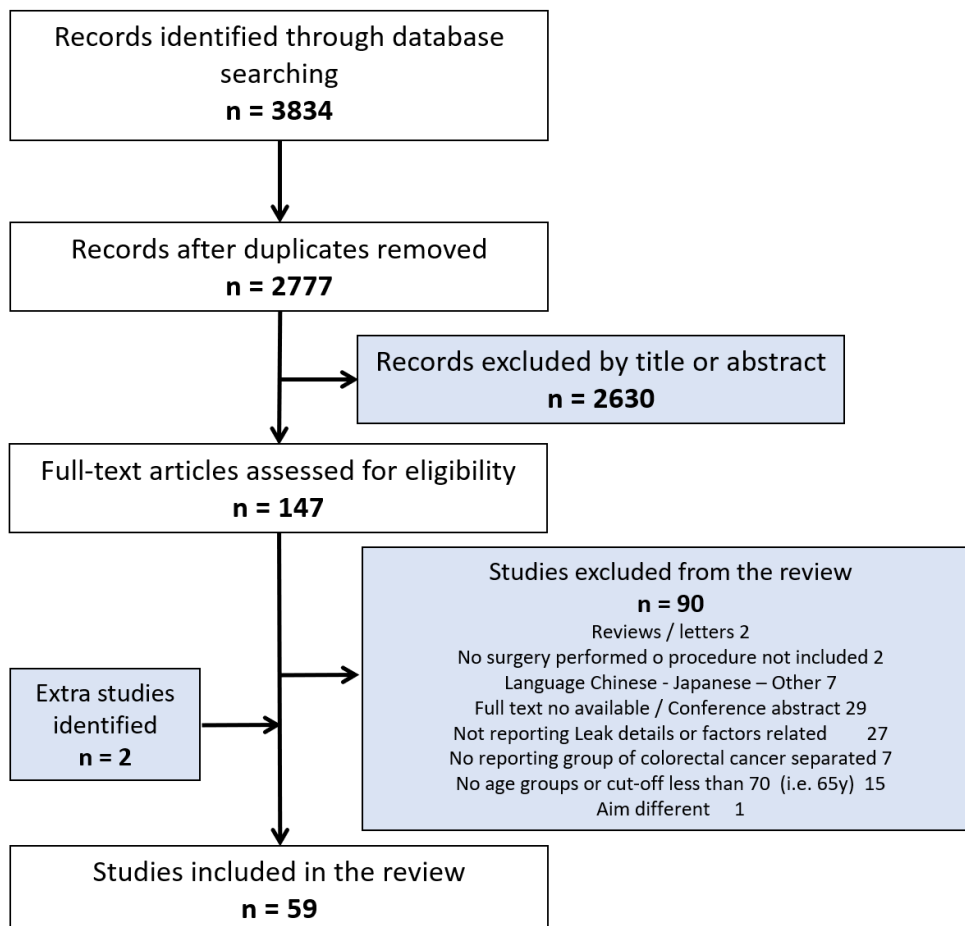 Records identified through database
searching
n = 3834
Records after duplicates removed
n = 2777
Records excluded by title or abstract
n = 2630
Full-text articles assessed for eligibility
n = 147
Studies excluded from the review
n = 90
Reviews / letters 2
No surgery performed o procedure not included 2
Language Chinese - Japanese – Other 7
Full text no available / Conference abstract 29
Not reporting Leak details or factors related 27
No reporting group of colorectal cancer separated 7
No age groups or cut-off less than 70 (i.e. 65y) 15
Aim different 1
Extra studies
identified
n = 2
Studies included in the review
n = 59